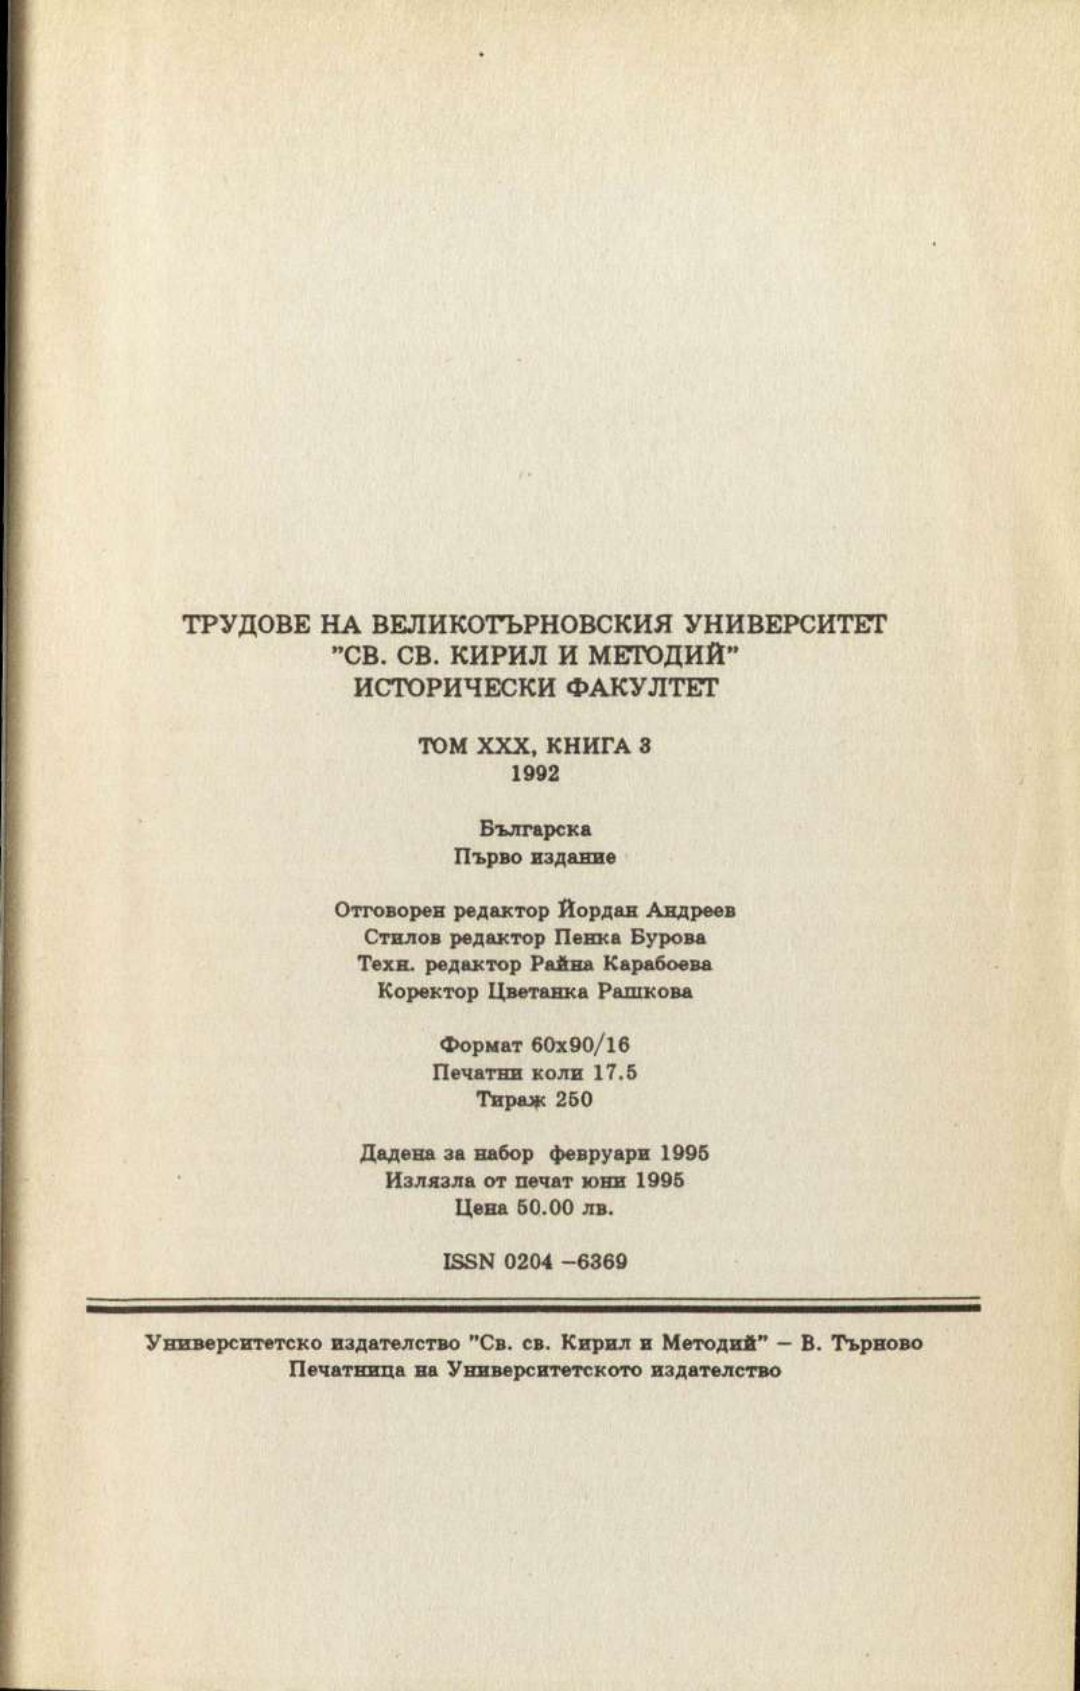 ТРУДОВЕ НА ВЕЛИКОТЪРНОВСКИЯ УНИВЕРСИТЕТ
"СВ. СВ. КИРИЛ И МЕТОДИЙ"
ИСТОРИЧЕСКИ ФАКУЛТЕТ
ТОМ XXX, КНИГА 3
1992
Българска
Първо издание
Отговорен редактор Йордан Андреев
Стилов редактор Пенка Бурова
Техн. редактор Райна Карабоева
Коректор Цветанка Рашкова
Формат 60x90/16
Печатни коли 17.5
Тираж 250
Дадена за набор февруари 1995
Излязла от печат юни 1995
Цена 50.00 лв.
ISSN 0204 –6369
Университетско издателство "Св. св. Кирил и Методий" – В. Търново
Печатница на Университетското издателство